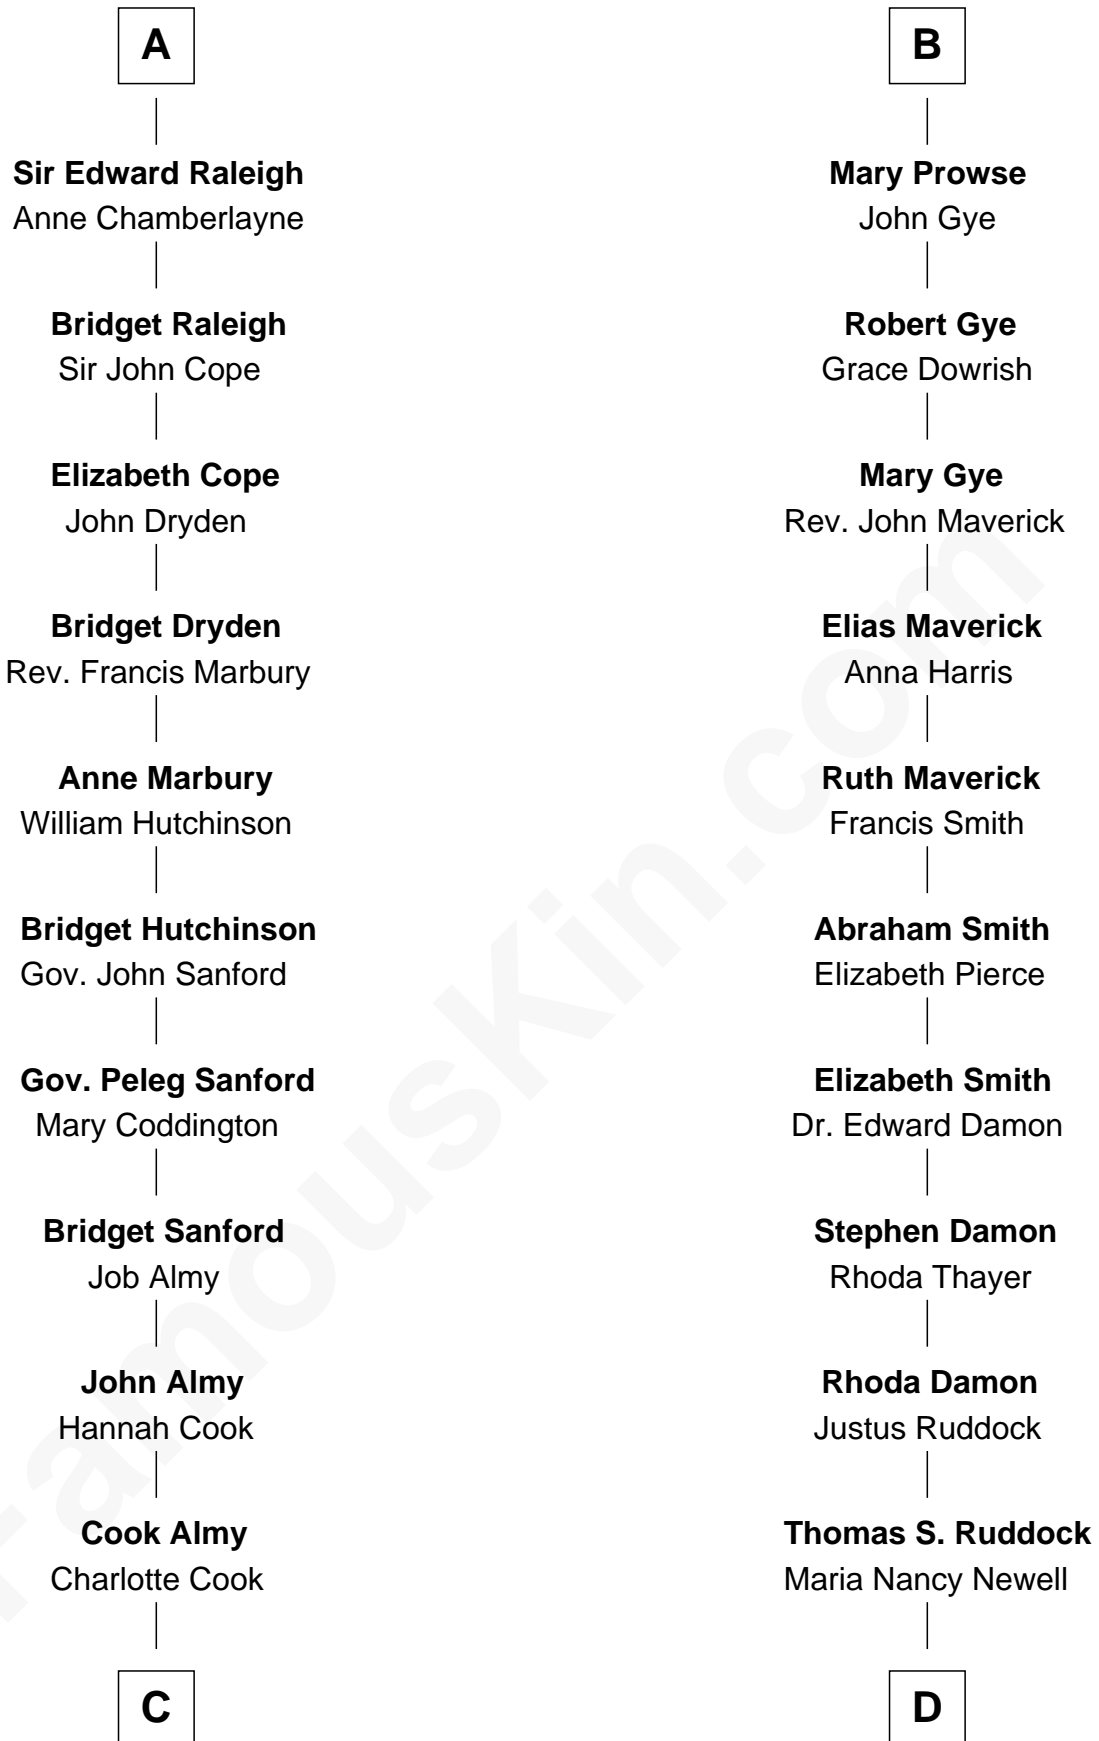 A
Sir Edward Raleigh
Anne Chamberlayne
Bridget Raleigh
Sir John Cope
Elizabeth Cope
John Dryden
Bridget Dryden
Rev. Francis Marbury
Anne Marbury
William Hutchinson
Bridget Hutchinson
Gov. John Sanford
Gov. Peleg Sanford
Mary Coddington
Bridget Sanford
Job Almy
John Almy
Hannah Cook
Cook Almy
Charlotte Cook
C
B
Mary Prowse
John Gye
Robert Gye
Grace Dowrish
Mary Gye
Rev. John Maverick
Elias Maverick
Anna Harris
Ruth Maverick
Francis Smith
Abraham Smith
Elizabeth Pierce
Elizabeth Smith
Dr. Edward Damon
Stephen Damon
Rhoda Thayer
Rhoda Damon
Justus Ruddock
Thomas S. Ruddock
Maria Nancy Newell
D
FamousKin.com